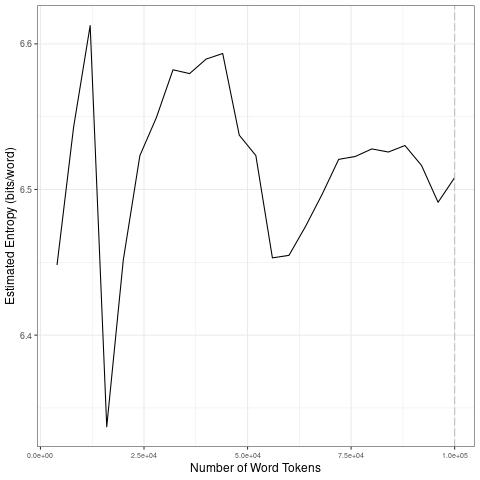 Estimated Entropy (bits/word)
6.6
6.5
6.4
0.0e+00 2.5e+04 5.0e+04 7.5e+04 1.0e+05
Number of Word Tokens